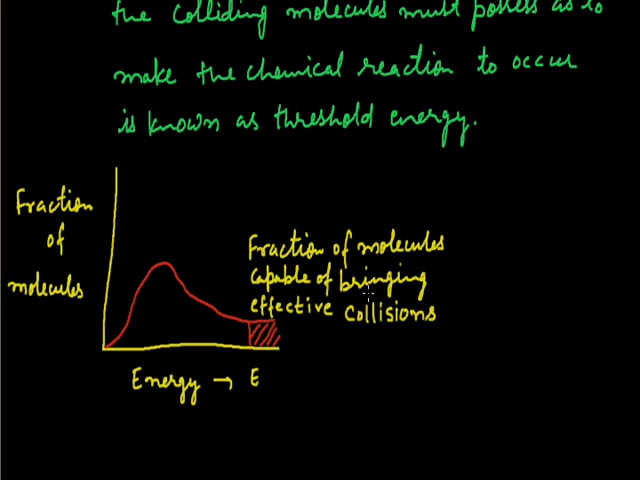 the colliding molecules must possess as to
make the chemical reaction to occur
is known as threshold energy.
Fraction
of
molecules
Fraction of molecules
capable of bringing
effective collisions
Energy → E